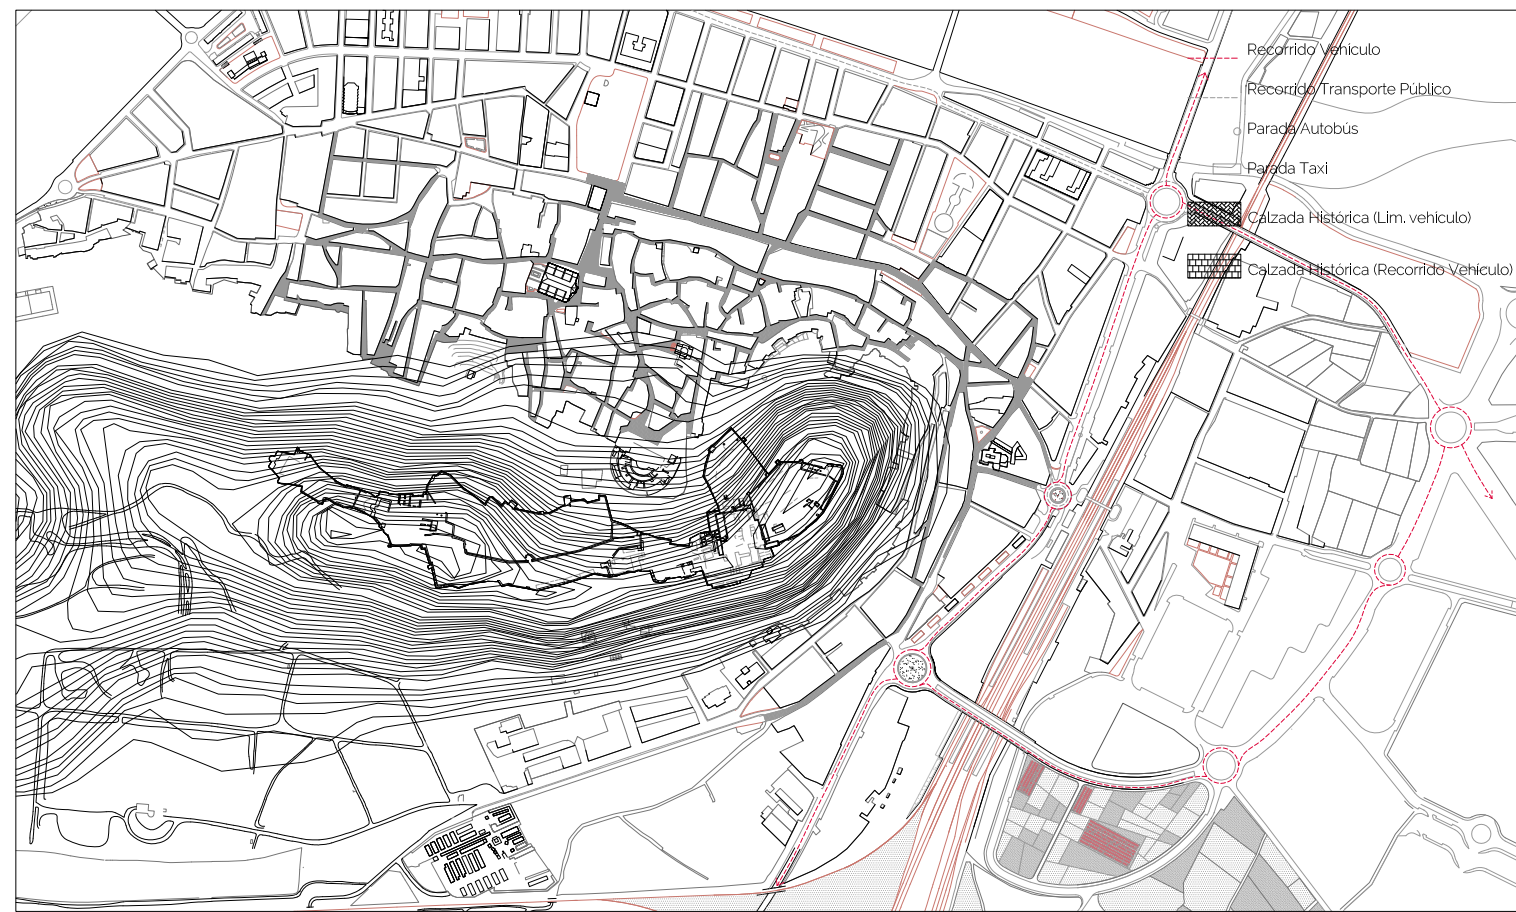 Recorrido Vehículo
Recorrido Transporte Público
Parada Autobús
Parada Taxi
Calzada Histórica (Lim. vehículo)
Calzada Histórica (Recorrido Vehículo)